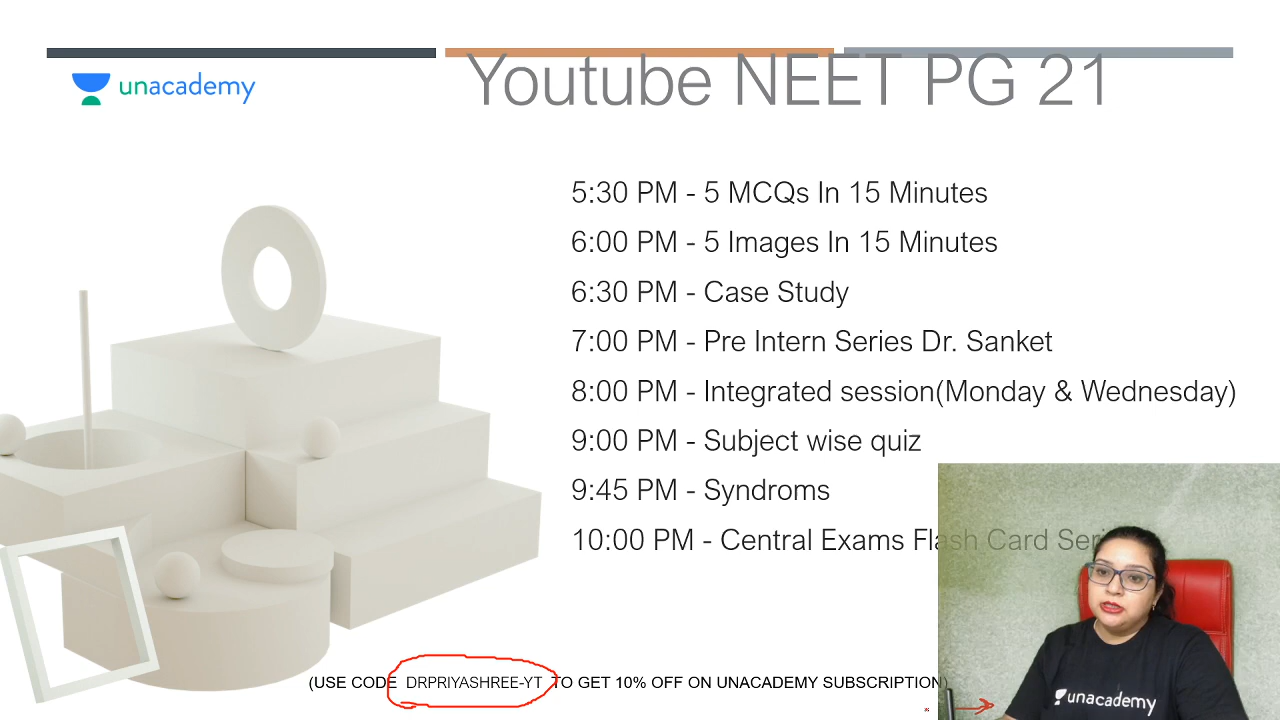 unacademy
Youtube NEET PG 21
5:30 PM - 5 MCQs In 15 Minutes
6:00 PM - 5 Images In 15 Minutes
6:30 PM - Case Study
7:00 PM - Pre Intern Series Dr. Sanket
8:00 PM - Integrated session(Monday & Wednesday)
9:00 PM - Subject wise quiz
9:45 PM - Syndroms
10:00 PM - Central Exams Flash Card
(USE CODE DRPRIYASHREE-YT TO GET 10% OFF ON UNACADEMY SUBSCRIPTION)
unacademy